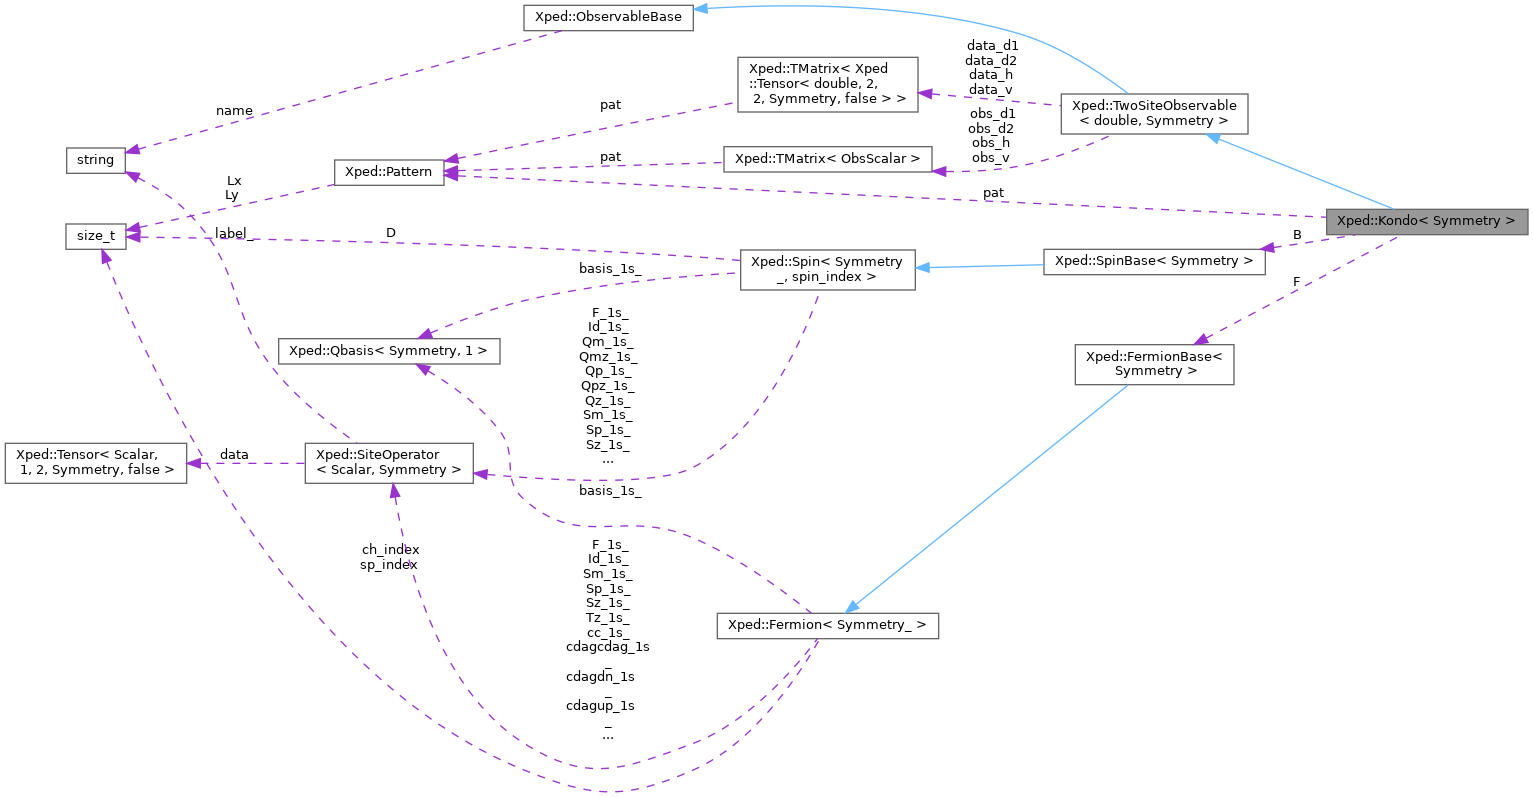 Xped::ObservableBase
data_d1
data_d2
data_h
data_v
Xped::TMatrix< Xped
::Tensor< double, 2,
2, Symmetry, false > >
Xped::TwoSiteObservable
< double, Symmetry >
name
pat
obs_d1
obs_d2
obs_h
obs_v
string
pat
Xped::TMatrix< ObsScalar >
Xped::Pattern
Lx
Ly
pat
Xped::Kondo< Symmetry >
size_t
label_
D
B
Xped::Spin< Symmetry
_, spin_index >
Xped::SpinBase< Symmetry >
basis_1s_
F
F_1s_
Id_1s_
Qm_1s_
Qmz_1s_
Qp_1s_
Qpz_1s_
Qz_1s_
Sm_1s_
Sp_1s_
Sz_1s_
...
Xped::Qbasis< Symmetry, 1 >
Xped::FermionBase<
Symmetry >
Xped::Tensor< Scalar,
1, 2, Symmetry, false >
data
Xped::SiteOperator
< Scalar, Symmetry >
basis_1s_
ch_index
sp_index
F_1s_
Id_1s_
Sm_1s_
Sp_1s_
Sz_1s_
Tz_1s_
cc_1s_
cdagcdag_1s
_
cdagdn_1s
_
cdagup_1s
_
...
Xped::Fermion< Symmetry_ >